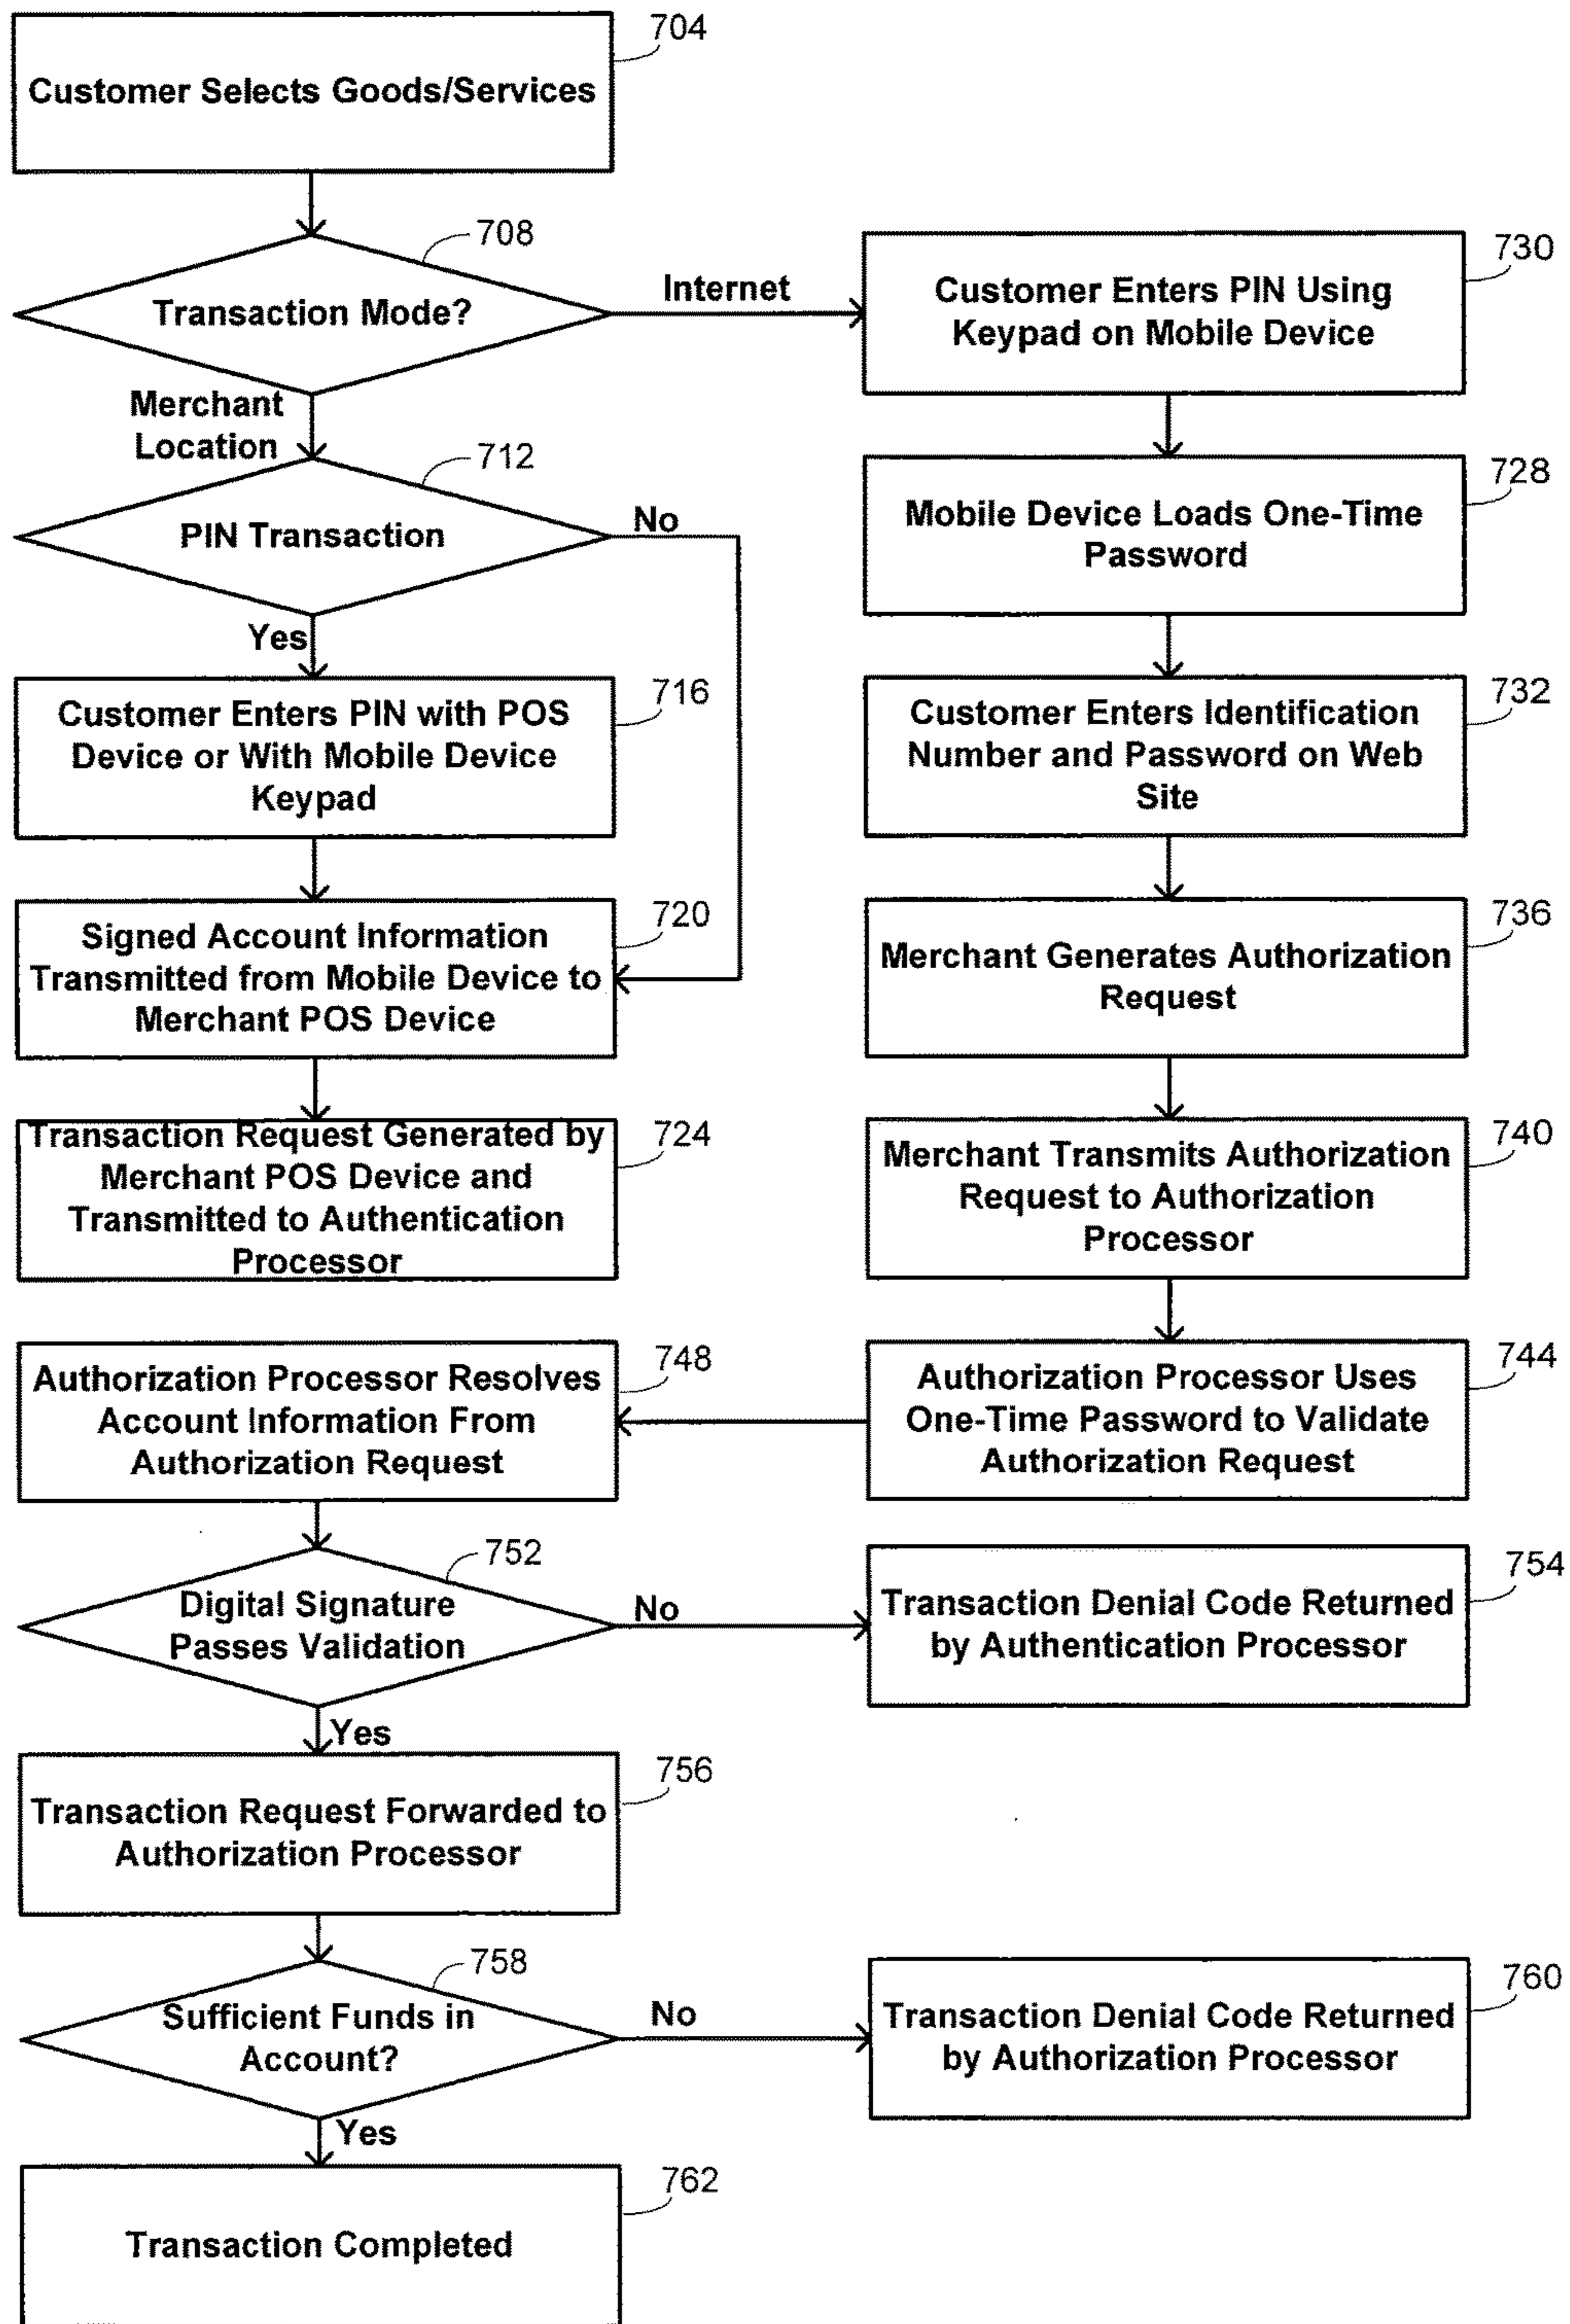 704
Customer Selects Goods/Services
708
Transaction Mode?
Internet
730
Customer Enters PIN Using
Keypad on Mobile Device
Merchant
Location
712
PIN Transaction
No
728
Mobile Device Loads One-Time
Password
Yes
716
Customer Enters PIN with POS
Device or With Mobile Device
Keypad
732
Customer Enters Identification
Number and Password on Web
Site
720
Signed Account Information
Transmitted from Mobile Device to
Merchant POS Device
736
Merchant Generates Authorization
Request
724
Transaction Request Generated by
Merchant POS Device and
Transmitted to Authentication
Processor
740
Merchant Transmits Authorization
Request to Authorization
Processor
748
Authorization Processor Resolves
Account Information From
Authorization Request
744
Authorization Processor Uses
One-Time Password to Validate
Authorization Request
752
Digital Signature
Passes Validation
No
754
Transaction Denial Code Returned
by Authentication Processor
Yes
756
Transaction Request Forwarded to
Authorization Processor
758
Sufficient Funds in
Account?
No
760
Transaction Denial Code Returned
by Authorization Processor
Yes
762
Transaction Completed